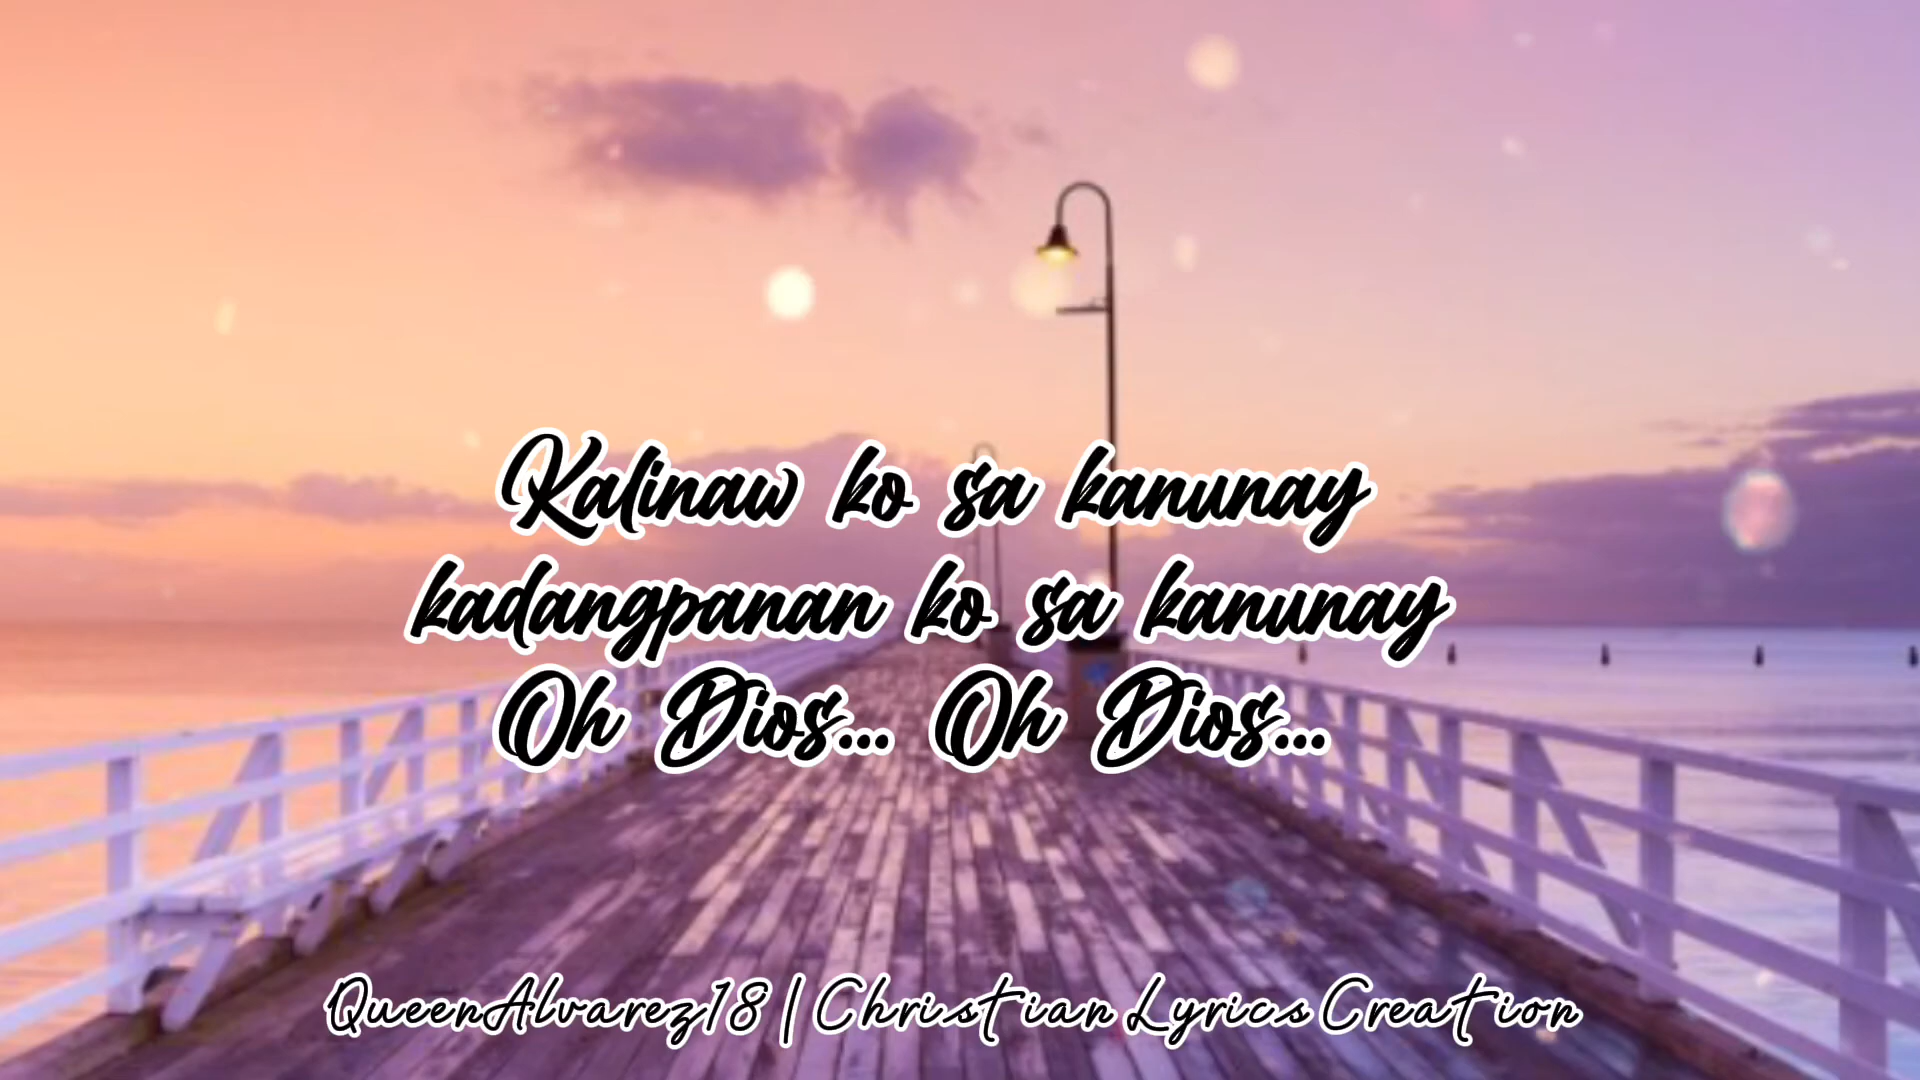 Kalinaw ko sa kanunay
kadangpanan ko sa kanunay
Oh Dios... Oh Dios...
QueenAlvarez18 | Christian Lyrics Creation